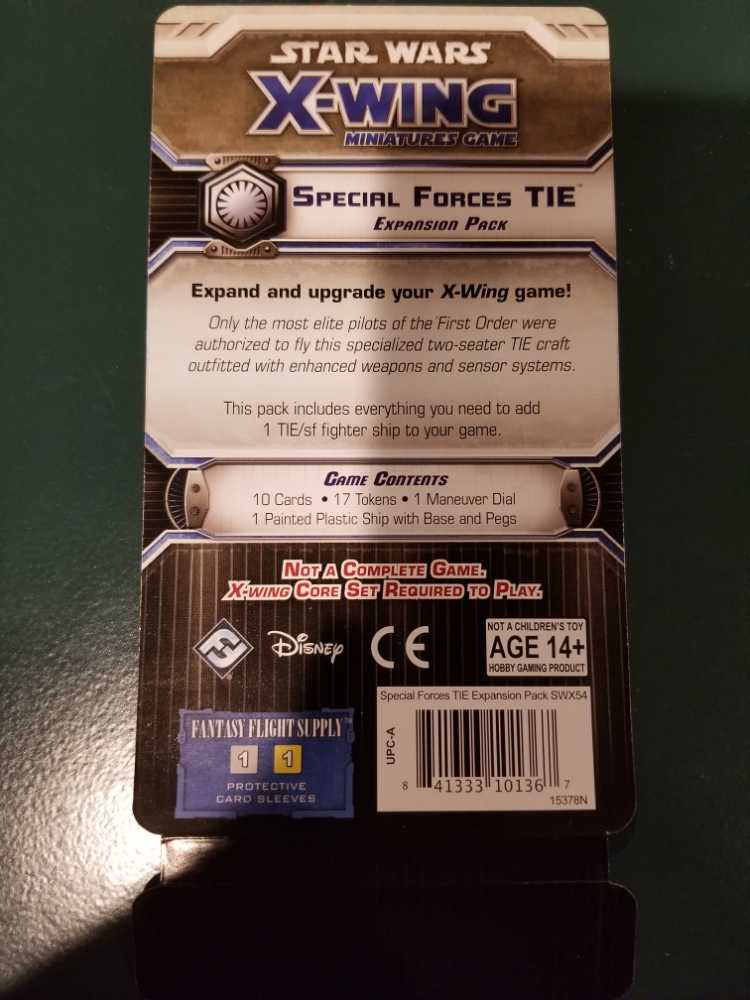 STAR WARS
X-WING
MINIATURES GAME
SPECIAL FORCES TIE™
EXPANSION PACK
Expand and upgrade your X-Wing game!
Only the most elite pilots of the First Order were
authorized to fly this specialized two-seater TIE craft
outfitted with enhanced weapons and sensor systems.
This pack includes everything you need to add
1 TIE/sf fighter ship to your game.
GAME CONTENTS
10 Cards • 17 Tokens • 1 Maneuver Dial
1 Painted Plastic Ship with Base and Pegs
NOT A COMPLETE GAME.
X-WING CORE SET REQUIRED TO PLAY.
Disney
CE
NOT A CHILDREN'S TOY
AGE 14+
HOBBY GAMING PRODUCT
FANTASY FLIGHT SUPPLY™
1 1
PROTECTIVE
CARD SLEEVES
Special Forces TIE Expansion Pack SWX54
UPC-A
8 41333 10136 7
15378N